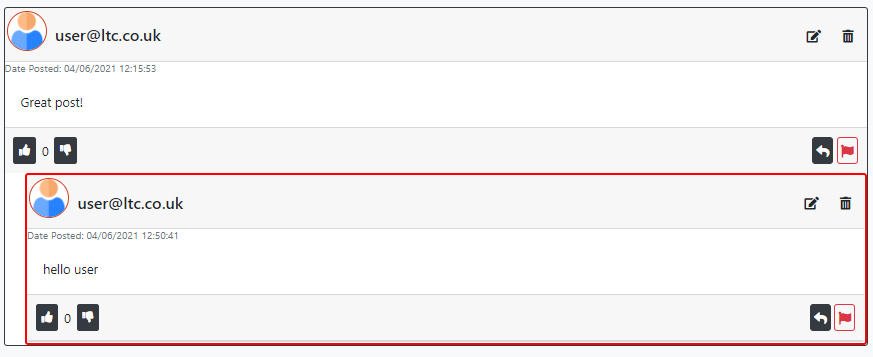 user@ltc.co.uk
Date Posted: 04/06/2021 12:15:53
Great post!
0
user@ltc.co.uk
Date Posted: 04/06/2021 12:50:41
hello user
0